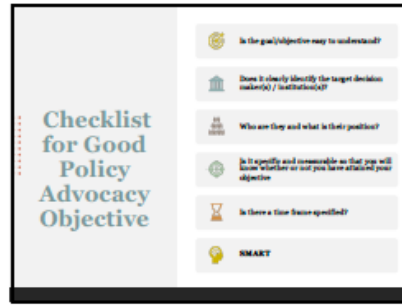 Checklist
for Good
Policy
Advocacy
Objective
Is the goal/objective easy to understand?
Does it clearly identify the target decision
maker(s) / institution(s)?
Who are they and what is their position?
Is it specific and measurable so that you will
know whether or not you have attained your
objective
Is there a time frame specified?
SMART